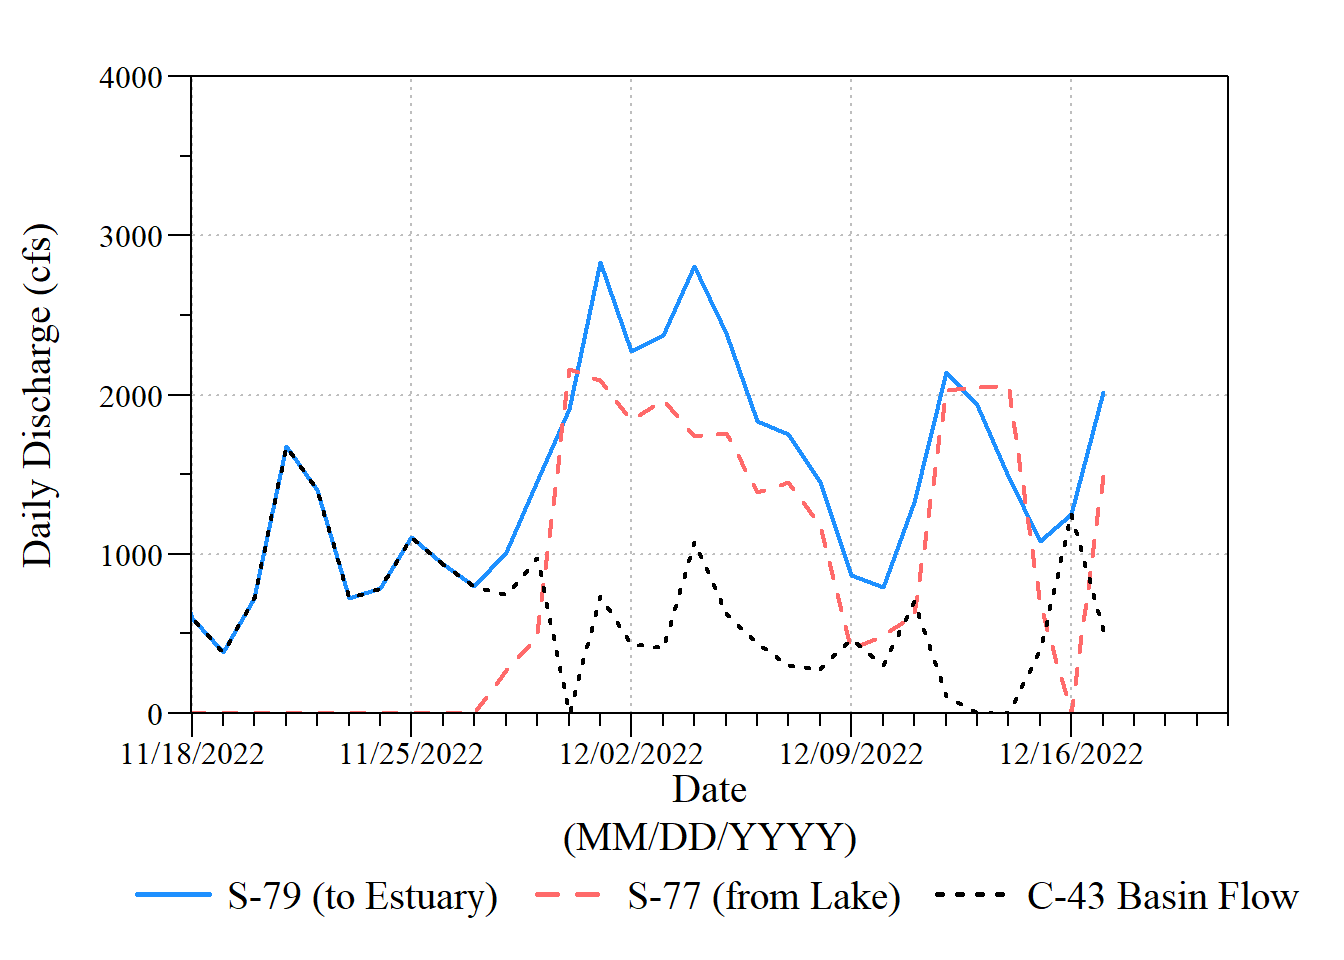 4000
3000
2000
1000
0
Daily Discharge (cfs)
11/18/2022 11/25/2022 12/02/2022 12/09/2022 12/16/2022
Date
(MM/DD/YYYY)
S-79 (to Estuary) S-77 (from Lake) C-43 Basin Flow